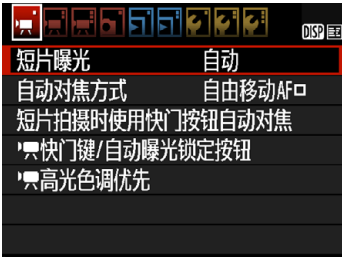 DISP
短片曝光 自动
自动对焦方式 自由移动AF
短片拍摄时使用快门按钮自动对焦
快门键/自动曝光锁定按钮
高光色调优先